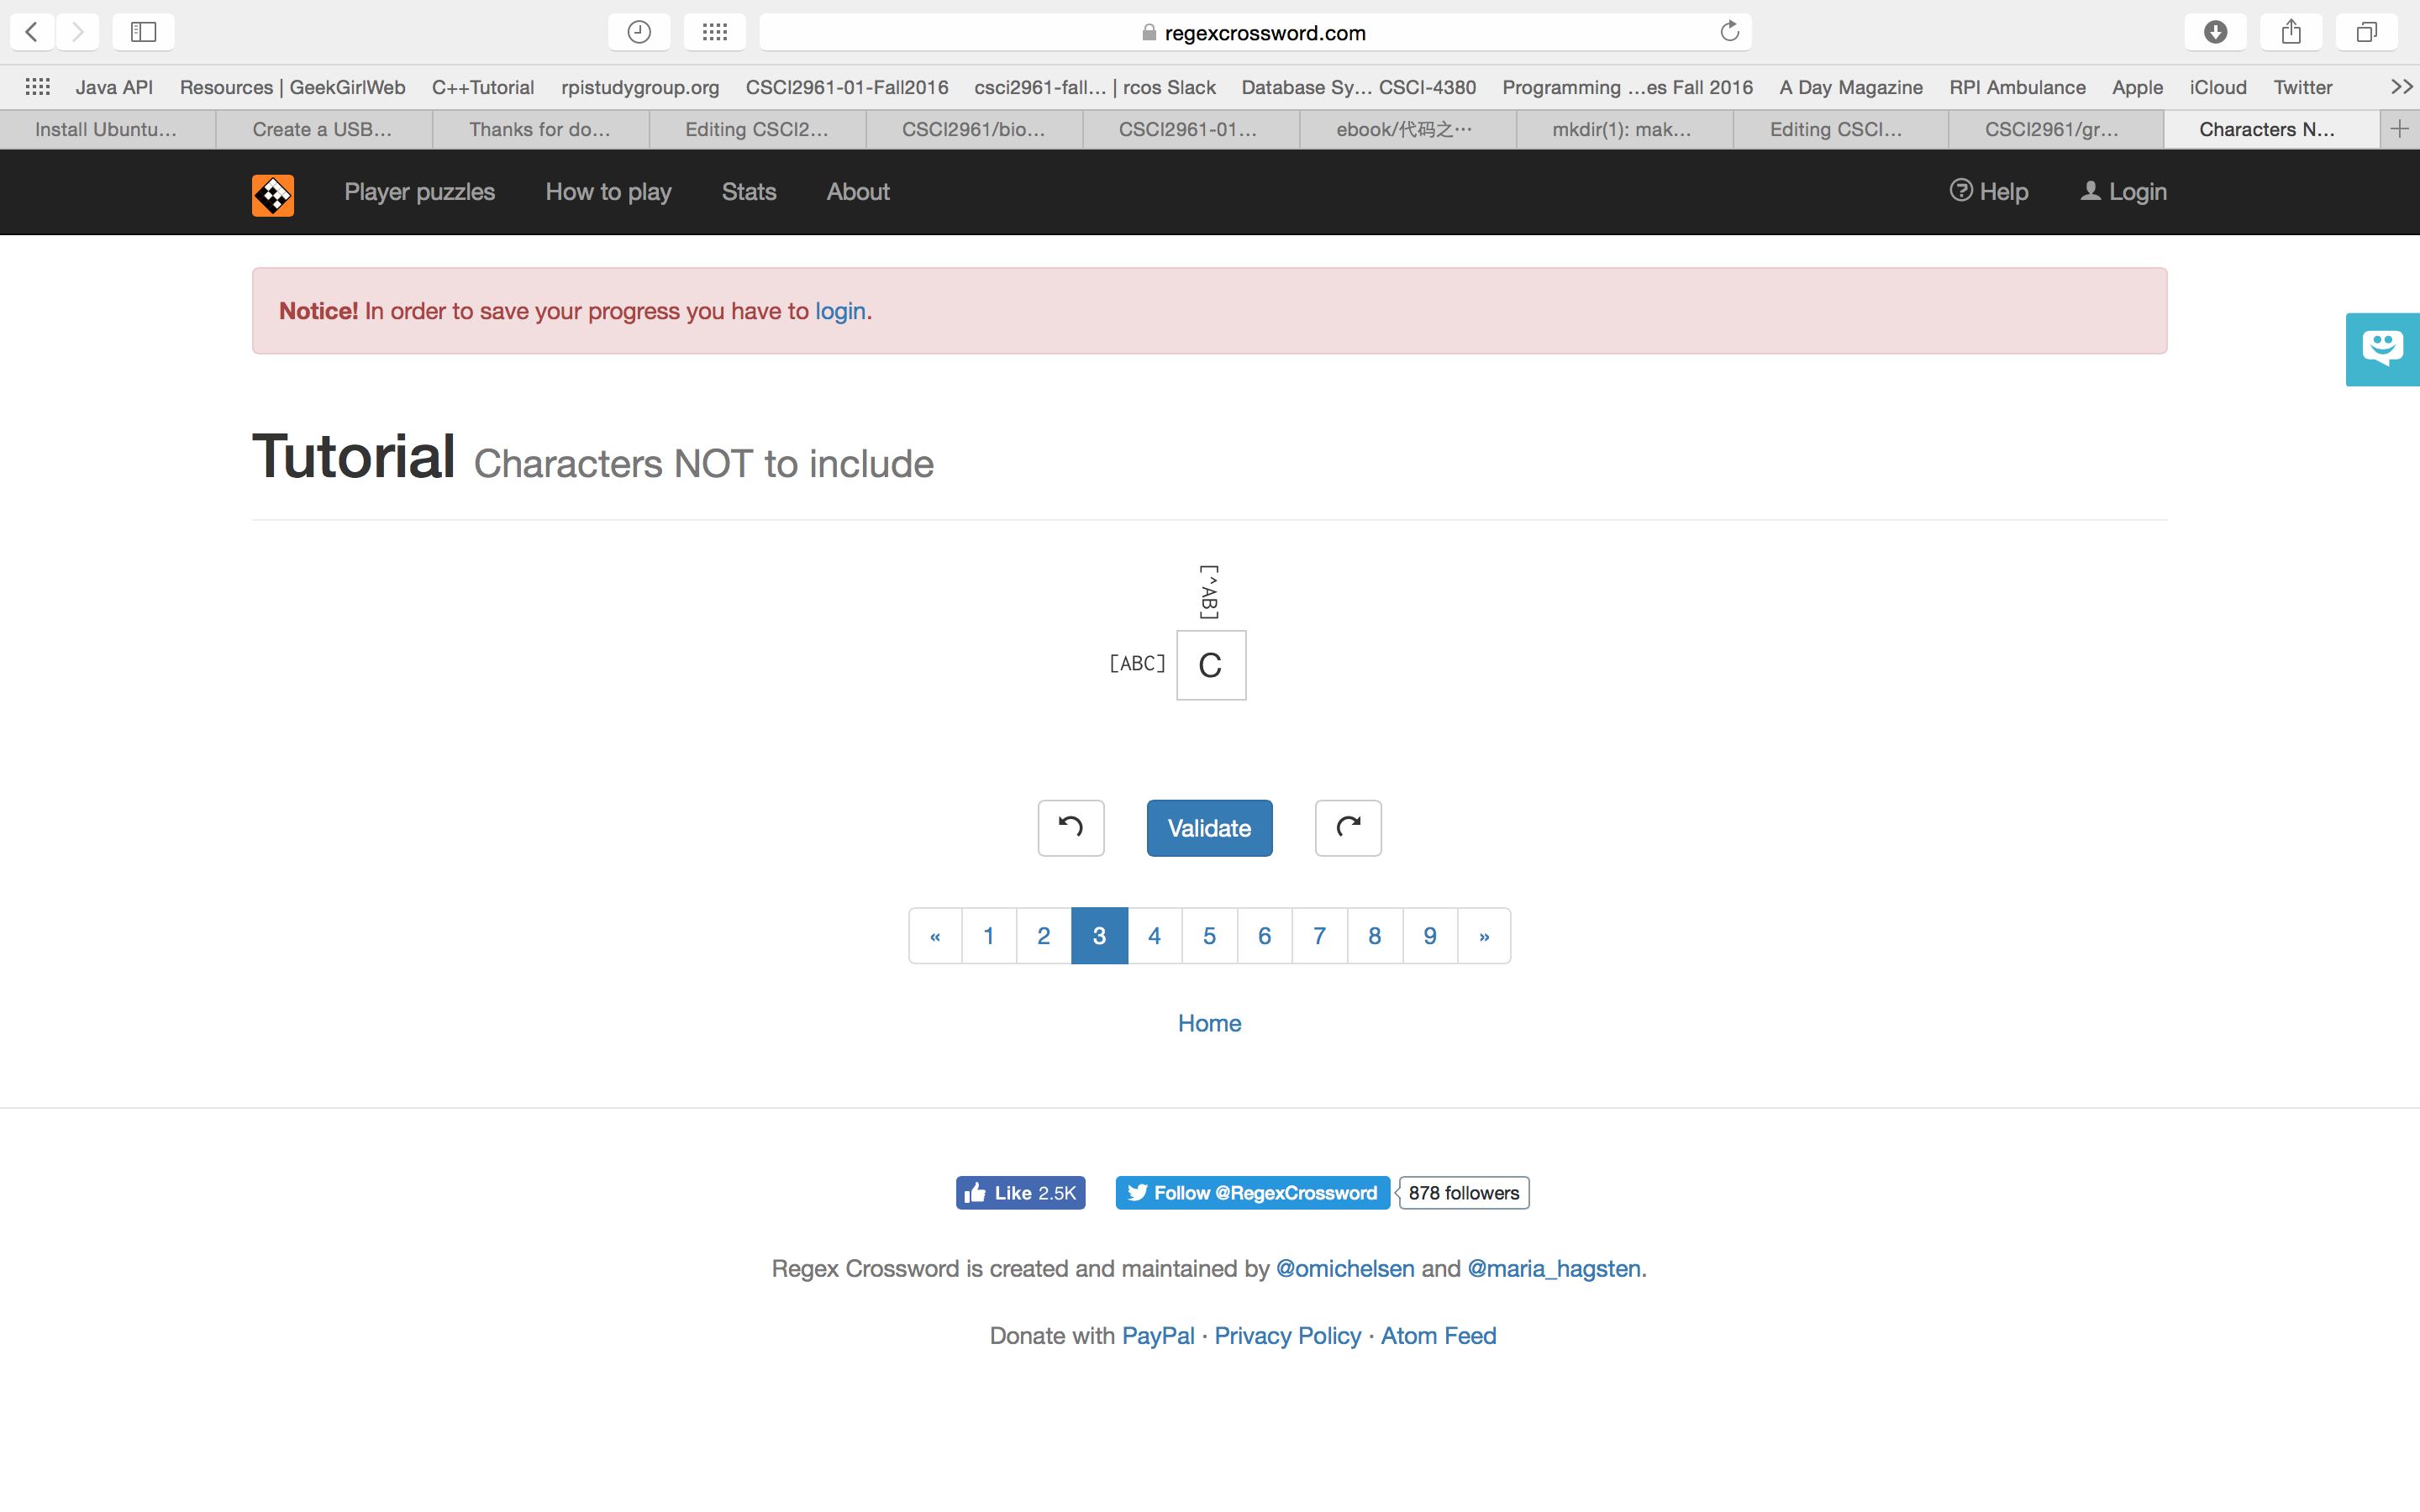 regexcrossword.com
Java API Resources | GeekGirlWeb C++Tutorial rpistudygroup.org CSCI2961-01-Fall2016 csci2961-fall... | rcos Slack Database Sy... CSCI-4380 Programming ...es Fall 2016 A Day Magazine RPI Ambulance Apple iCloud Twitter >>
Install Ubuntu... Create a USB... Thanks for do... Editing CSCI2... CSCI2961/bio... CSCI2961-01... ebook/代码之... mkdir(1): mak... Editing CSCI... CSCI2961/gr... Characters N... +
Player puzzles How to play Stats About ? Help Login
Notice! In order to save your progress you have to login.
Tutorial Characters NOT to include
[^AB]
[ABC] C
Validate
« 1 2 3 4 5 6 7 8 9 »
Home
Like 2.5K Follow @RegexCrossword 878 followers
Regex Crossword is created and maintained by @omichelsen and @maria_hagsten.
Donate with PayPal · Privacy Policy · Atom Feed